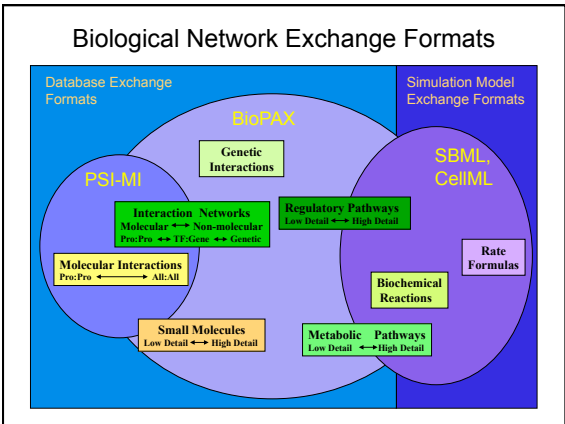 Biological Network Exchange Formats
Database Exchange
Formats
Simulation Model
Exchange Formats
BioPAX
Genetic
Interactions
SBML,
CellML
PSI-MI
Interaction Networks
Molecular ↔ Non-molecular
Pro:Pro ↔ TF:Gene ↔ Genetic
Regulatory Pathways
Low Detail ↔ High Detail
Rate
Formulas
Molecular Interactions
Pro:Pro ↔ All:All
Biochemical
Reactions
Small Molecules
Low Detail ↔ High Detail
Metabolic Pathways
Low Detail ↔ High Detail